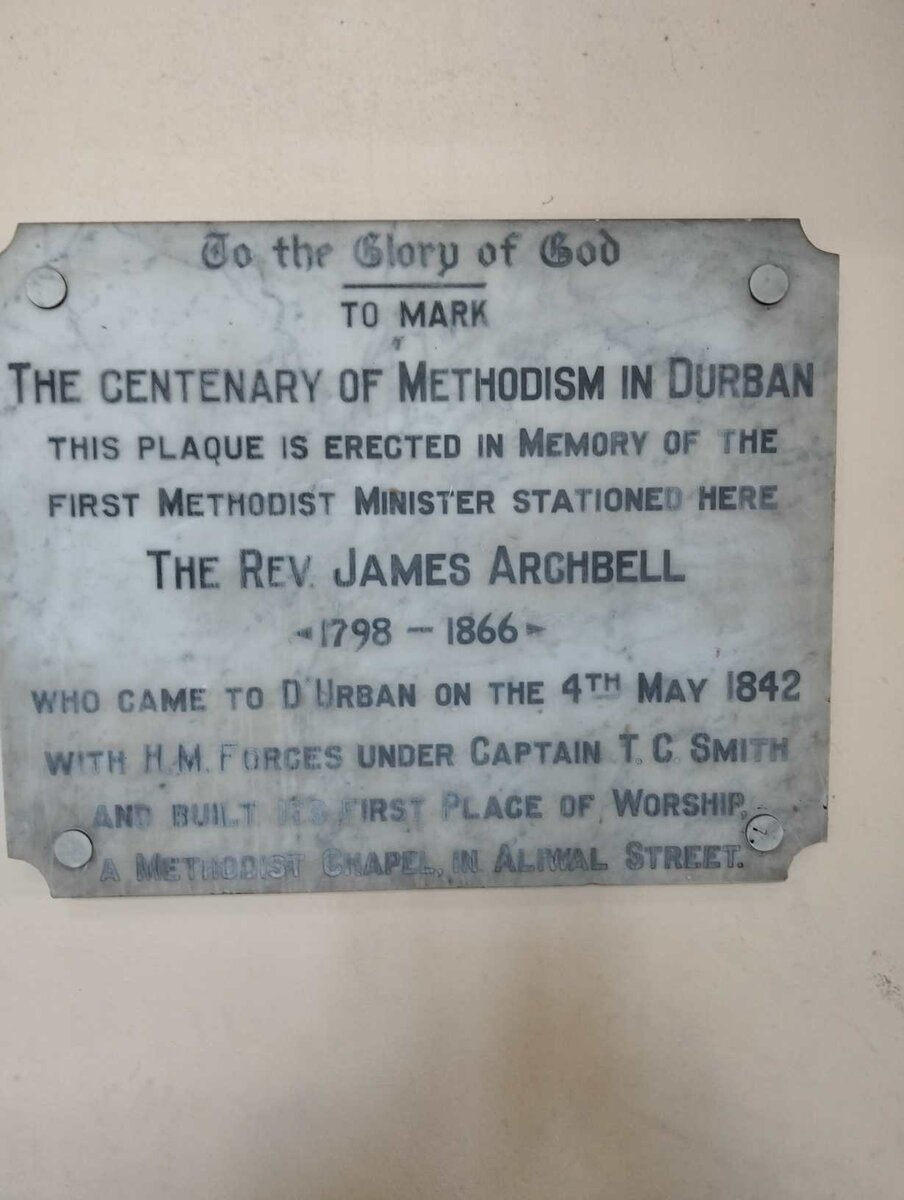 To the Glory of God
TO MARK
THE CENTENARY OF METHODISM IN DURBAN
THIS PLAQUE IS ERECTED IN MEMORY OF THE
FIRST METHODIST MINISTER STATIONED HERE
THE REV. JAMES ARCHBELL
1798 – 1866
WHO CAME TO D'URBAN ON THE 4TH MAY 1842
WITH H.M. FORCES UNDER CAPTAIN T.C. SMITH
AND BUILT ITS FIRST PLACE OF WORSHIP,
A METHODIST CHAPEL, IN ALIWAL STREET.